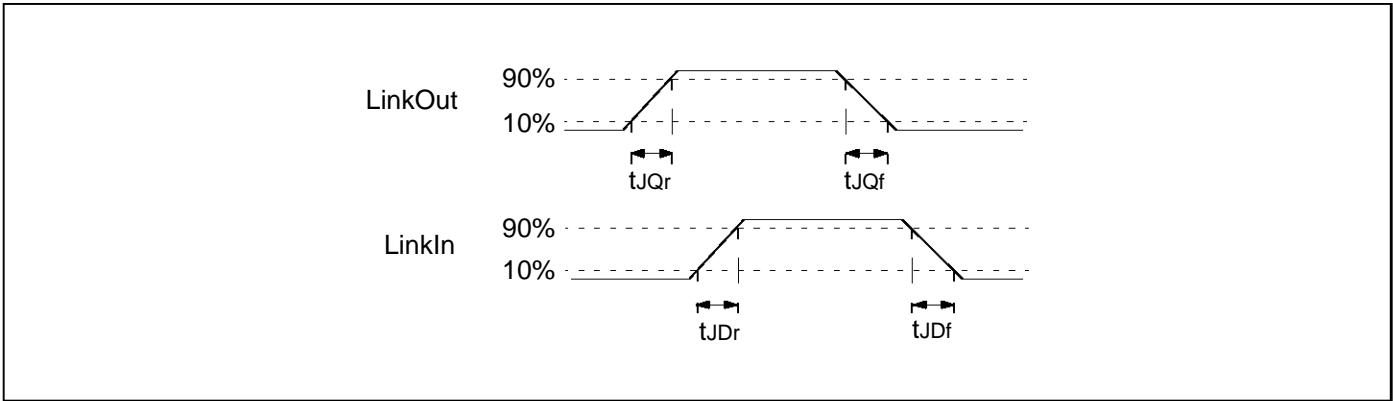 90%
LinkOut
10%
tJQr tJQf
90%
LinkIn
10%
tJDr tJDf